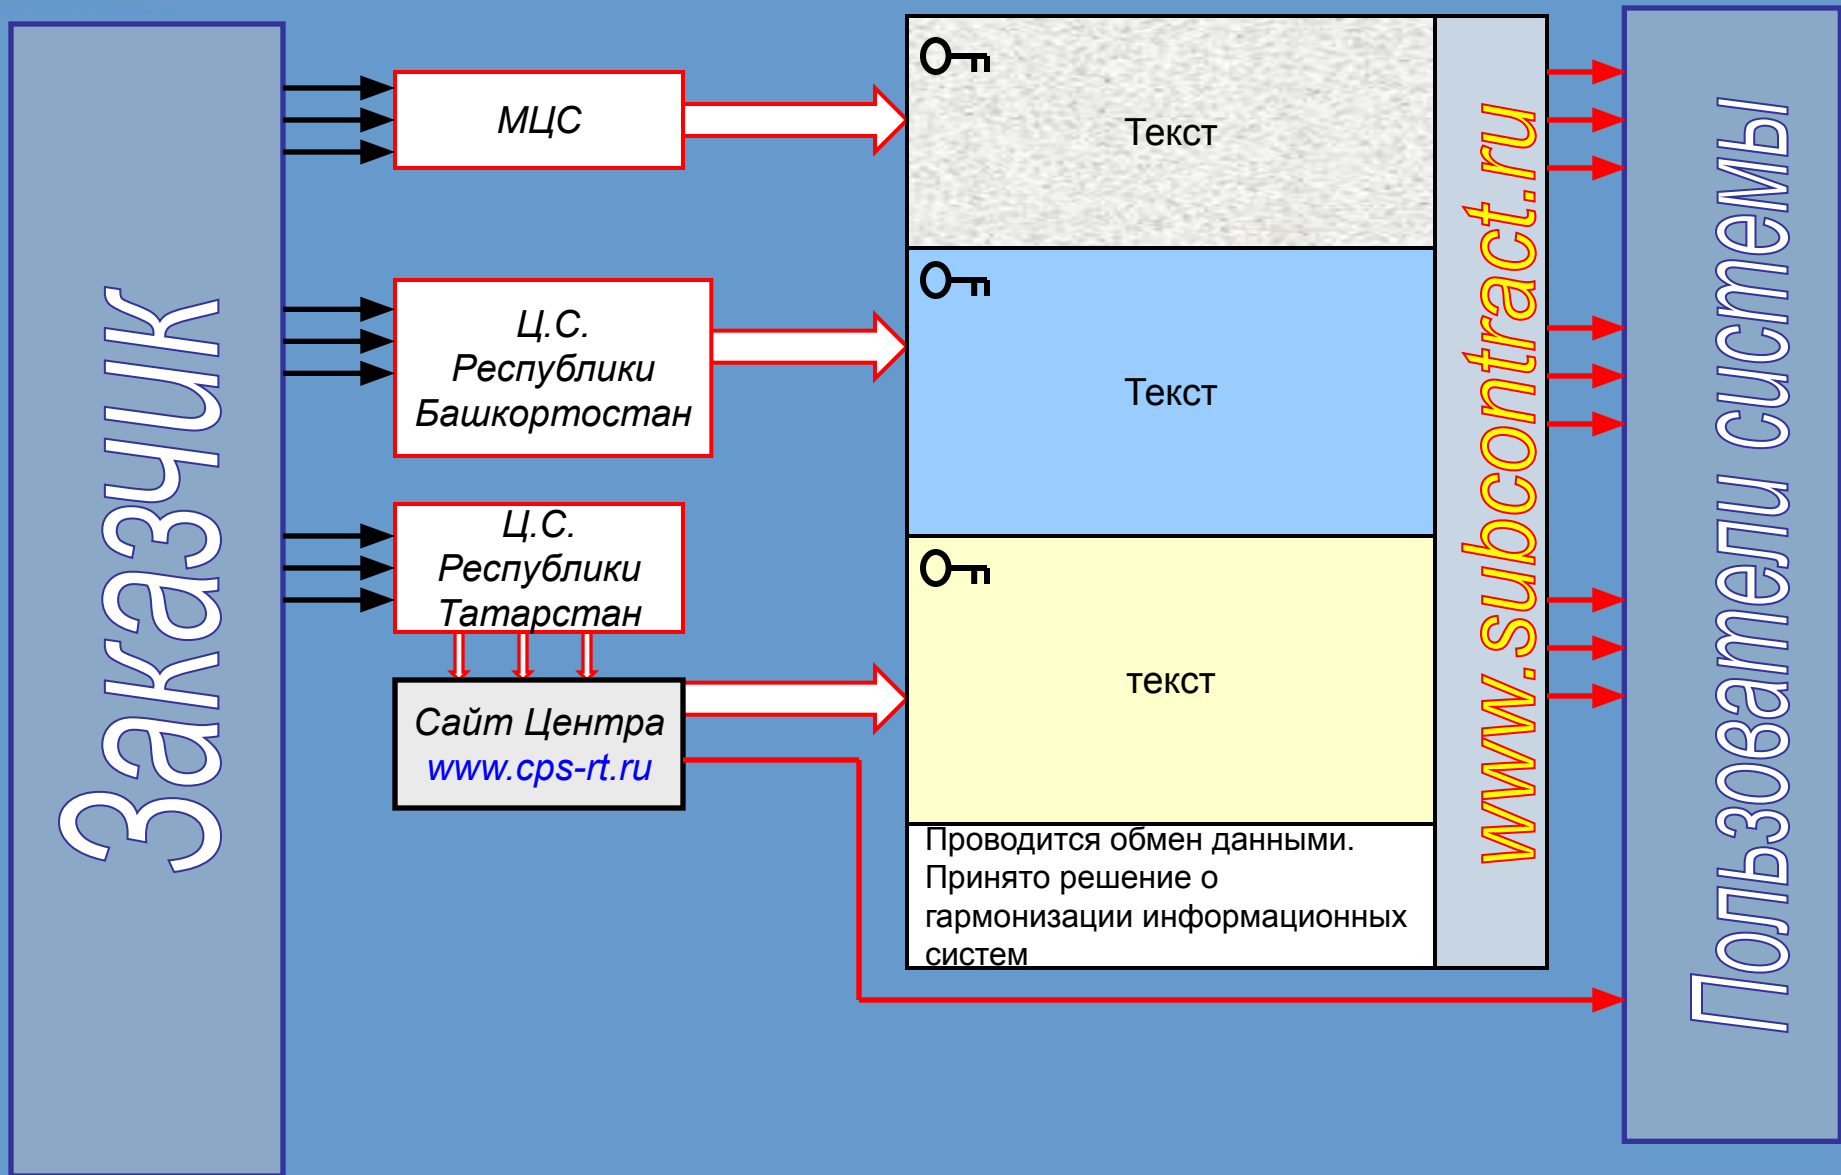 Заказчик
МЦС
Ц.С.
Республики
Башкортостан
Ц.С.
Республики
Татарстан
Сайт Центра
www.cps-rt.ru
Текст
Текст
текст
Проводится обмен данными.
Принято решение о
гармонизации информационных
систем
www.subcontract.ru
Пользователи системы